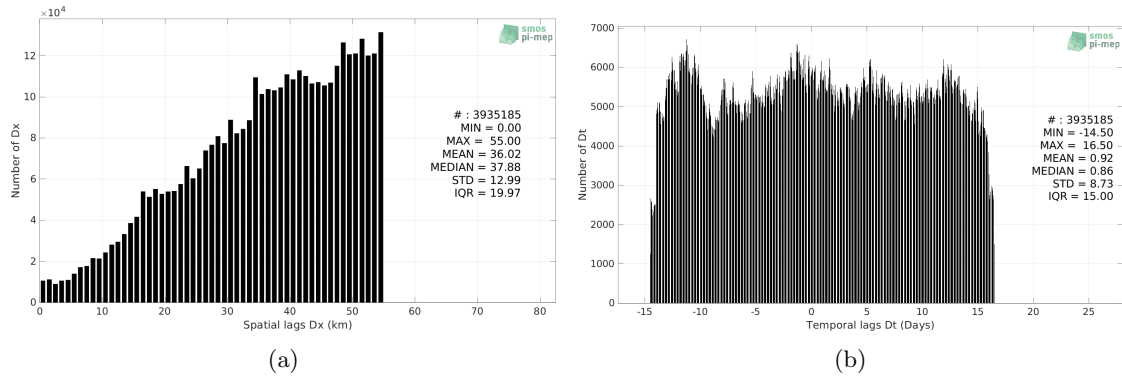 ×10⁴
12
10
8
6
4
2
0
Number of Dx
0 10 20 30 40 50 60 70 80
Spatial lags Dx (km)
smos
pi-mep
# : 3935185
MIN = 0.00
MAX = 55.00
MEAN = 36.02
MEDIAN = 37.88
STD = 12.99
IQR = 19.97
(a)
7000
6000
5000
4000
3000
2000
1000
0
Number of Dt
-15 -10 -5 0 5 10 15 20 25
Temporal lags Dt (Days)
smos
pi-mep
# : 3935185
MIN = -14.50
MAX = 16.50
MEAN = 0.92
MEDIAN = 0.86
STD = 8.73
IQR = 15.00
(b)